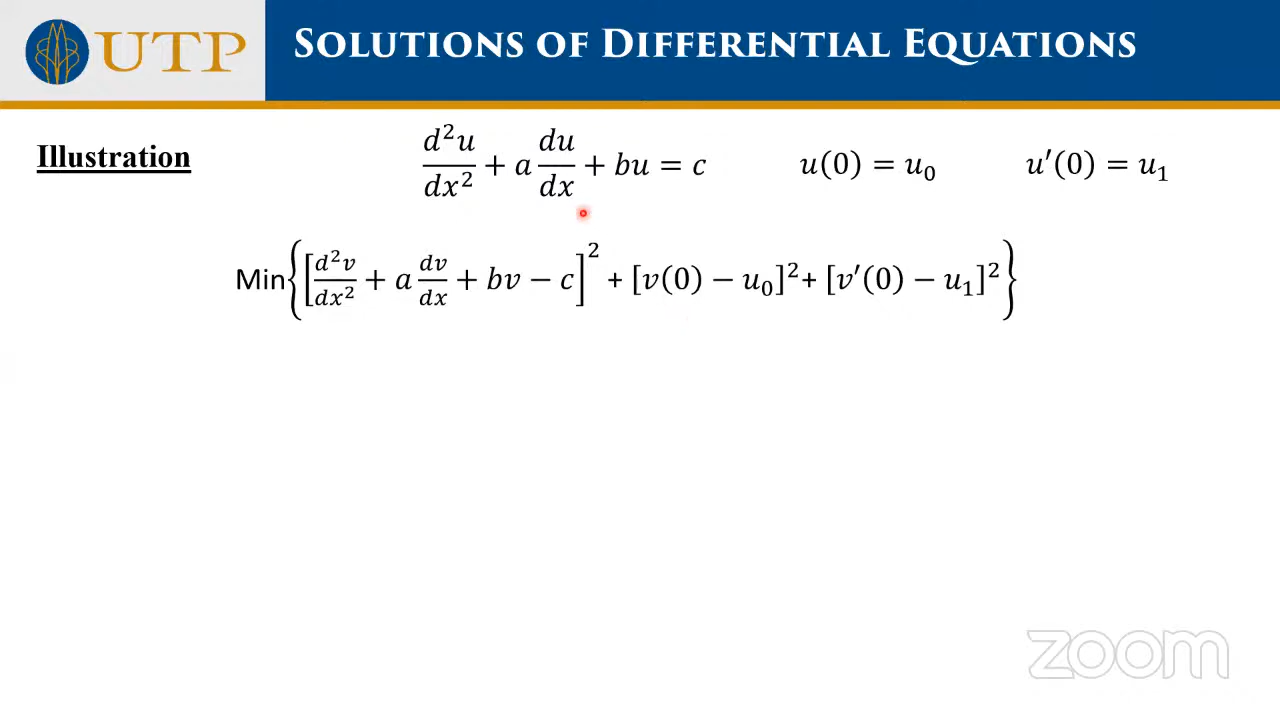 UTP
SOLUTIONS OF DIFFERENTIAL EQUATIONS
Illustration
d²u/dx² + a du/dx + bu = c u(0) = u₀ u′(0) = u₁
Min{[d²v/dx² + a dv/dx + bv − c]² + [v(0) − u₀]² + [v′(0) − u₁]²}
zoom